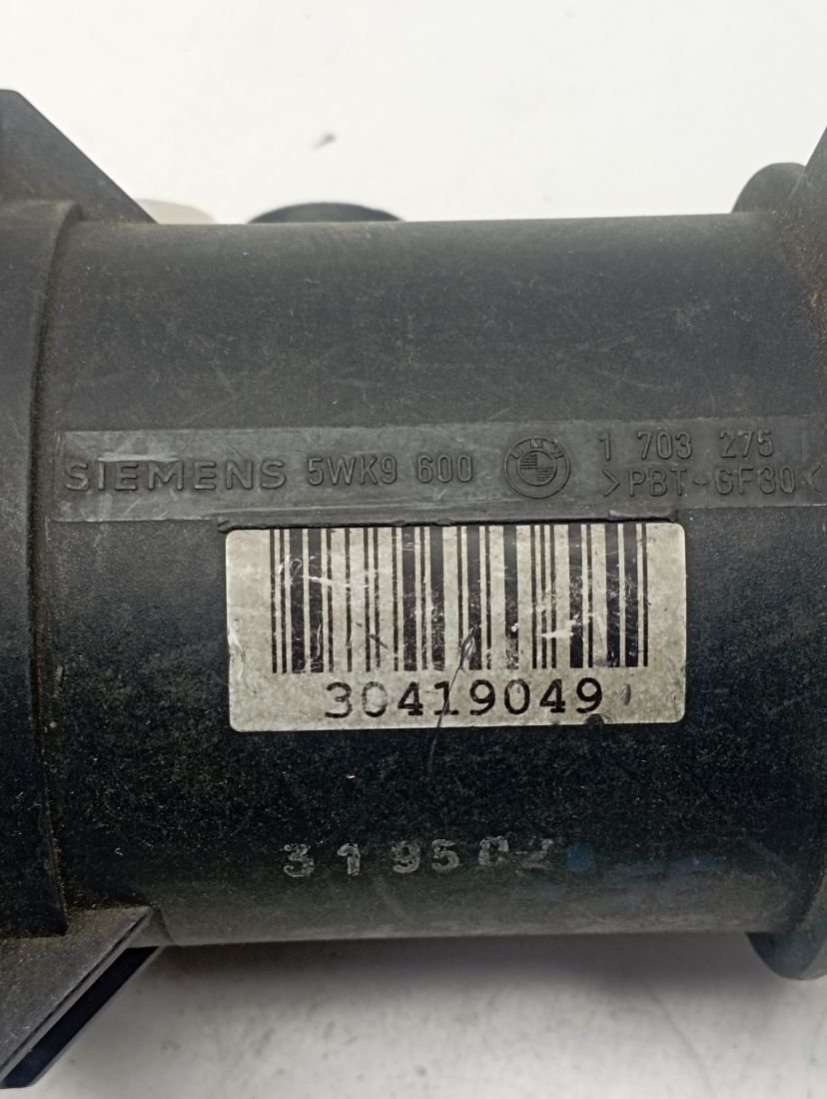 SIEMENS 5WK9 600 1 703 275
>PBT-GF30<
30419049